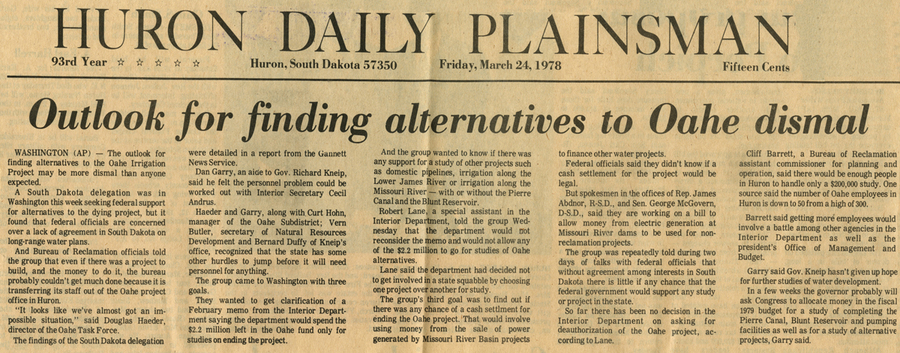 HURON DAILY PLAINSMAN
93rd Year ☆ ☆ ☆ ☆ ☆ Huron, South Dakota 57350 Friday, March 24, 1978 Fifteen Cents
Outlook for finding alternatives to Oahe dismal
WASHINGTON (AP) — The outlook for
finding alternatives to the Oahe Irrigation
Project may be more dismal than anyone
expected.
A South Dakota delegation was in
Washington this week seeking federal support
for alternatives to the dying project, but it
found that federal officials are concerned
over a lack of agreement in South Dakota on
long-range water plans.
And Bureau of Reclamation officials told
the group that even if there was a project to
build, and the money to do it, the bureau
probably couldn't get much done because it is
transferring its staff out of the Oahe project
office in Huron.
"It looks like we've almost got an im-
possible situation," said Douglas Haeder,
director of the Oahe Task Force.
The findings of the South Dakota delegation
were detailed in a report from the Gannett
News Service.
Dan Garry, an aide to Gov. Richard Kneip,
said he felt the personnel problem could be
worked out with Interior Secretary Cecil
Andrus.
Haeder and Garry, along with Curt Hohn,
manager of the Oahe Subdistrict; Vern
Butler, secretary of Natural Resources
Development and Bernard Duffy of Kneip's
office, recognized that the state has some
other hurdles to jump before it will need
personnel for anything.
The group came to Washington with three
goals.
They wanted to get clarification of a
February memo from the Interior Depart-
ment saying the department would spend the
$2.2 million left in the Oahe fund only for
studies on ending the project.
And the group wanted to know if there was
any support for a study of other projects such
as domestic pipelines, irrigation along the
Lower James River or irrigation along the
Missouri River — with or without the Pierre
Canal and the Blunt Reservoir.
Robert Lane, a special assistant in the
Interior Department, told the group Wed-
nesday that the department would not
reconsider the memo and would not allow any
of the $2.2 million to go for studies of Oahe
alternatives.
Lane said the department had decided not
to get involved in a state squabble by choosing
one project over another for study.
The group's third goal was to find out if
there was any chance of a cash settlment for
ending the Oahe project. That would involve
using money from the sale of power
generated by Missouri River Basin projects
to finance other water projects.
Federal officials said they didn't know if a
cash settlement for the project would be
legal.
But spokesmen in the offices of Rep. James
Abdnor, R-S.D., and Sen. George McGovern,
D-S.D., said they are working on a bill to
allow money from electric generation at
Missouri River dams to be used for non-
reclamation projects.
The group was repeatedly told during two
days of talks with federal officials that
without agreement among interests in South
Dakota there is little if any chance that the
federal government would support any study
or project in the state.
So far there has been no decision in the
Interior Department on asking for
deauthorization of the Oahe project, ac-
cording to Lane.
Cliff Barrett, a Bureau of Reclamation
assistant commissioner for planning and
operation, said there would be enough people
in Huron to handle only a $200,000 study. One
source said the number of Oahe employees in
Huron is down to 50 from a high of 300.
Barrett said getting more employees would
involve a battle among other agencies in the
Interior Department as well as the
president's Office of Management and
Budget.
Garry said Gov. Kneip hasn't given up hope
for further studies of water development.
In a few weeks the governor probably will
ask Congress to allocate money in the fiscal
1979 budget for a study of completing the
Pierre Canal, Blunt Reservoir and pumping
facilities as well as for a study of alternative
projects, Garry said.